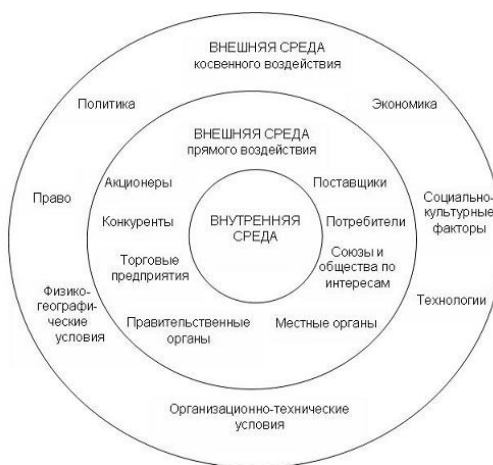 ВНЕШНЯЯ СРЕДА
косвенного воздействия
Политика
Экономика
ВНЕШНЯЯ СРЕДА
прямого воздействия
Акционеры
Поставщики
Право
Социально-
культурные
факторы
Конкуренты
ВНУТРЕННЯЯ
СРЕДА
Потребители
Торговые
предприятия
Союзы и
общества по
интересам
Физико-
географи-
ческие
условия
Технологии
Правительственные
органы
Местные органы
Организационно-технические
условия